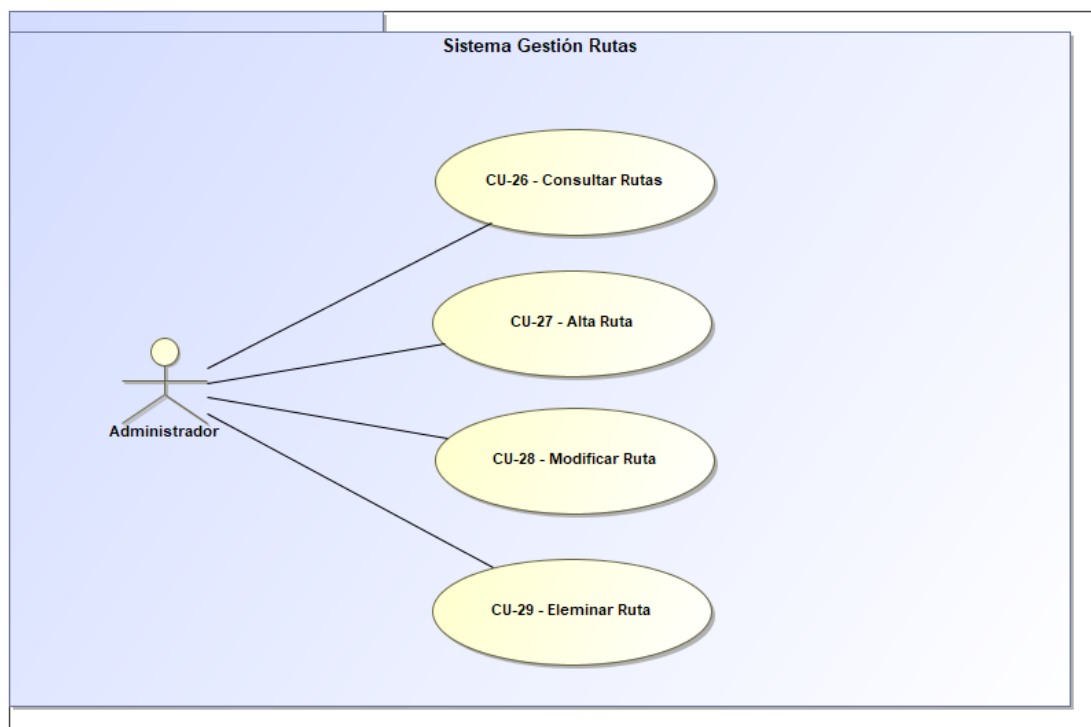 Sistema Gestión Rutas
CU-26 - Consultar Rutas
CU-27 - Alta Ruta
Administrador
CU-28 - Modificar Ruta
CU-29 - Eleminar Ruta